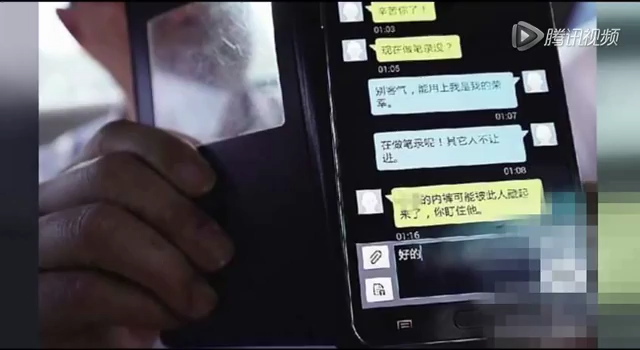 腾讯视频
辛苦你了！
01:03
现在做笔录没？
01:05
别客气，能用上我是我的荣
幸。
01:07
在做笔录呢！其它人不让
进。
01:08
的内裤可能被此人藏起
来了，你盯住他。
01:16
好的